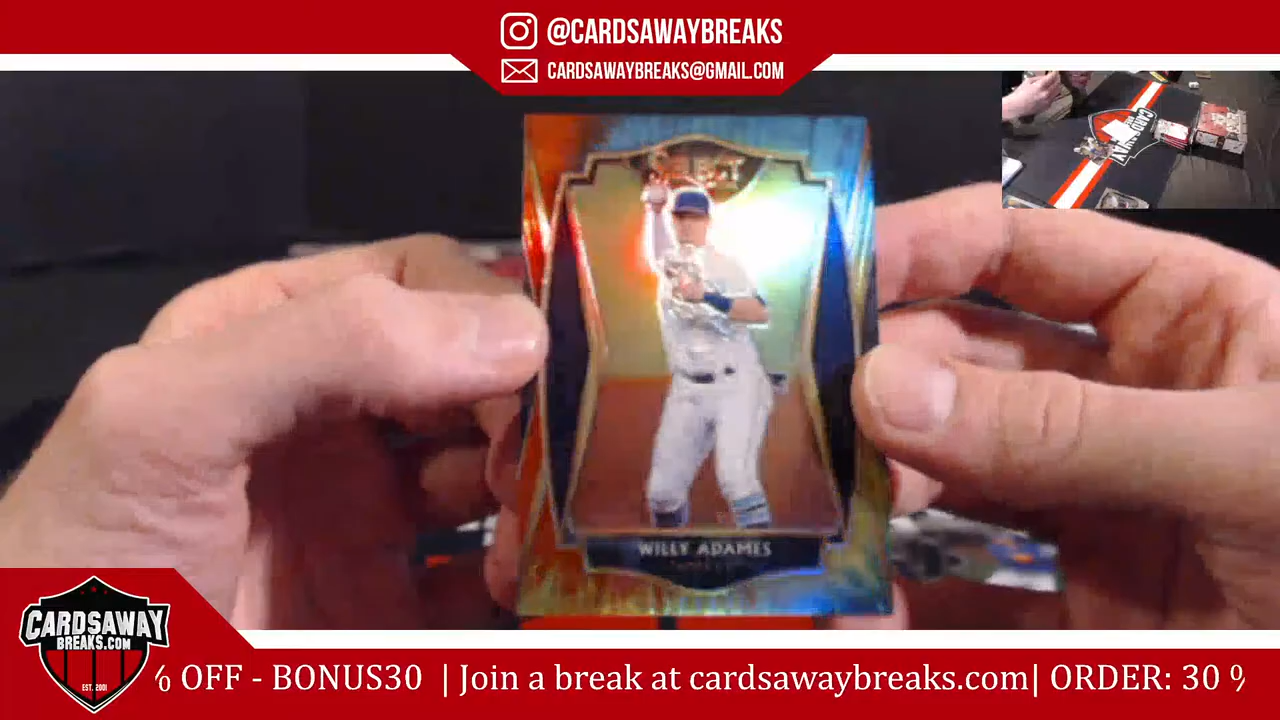 @CARDSAWAYBREAKS
CARDSAWAYBREAKS@GMAIL.COM
SELECT
WILLY ADAMES
CARDSAWAY
BREAKS.COM
EST. 2001
% OFF - BONUS30 | Join a break at cardsawaybreaks.com| ORDER: 30 %